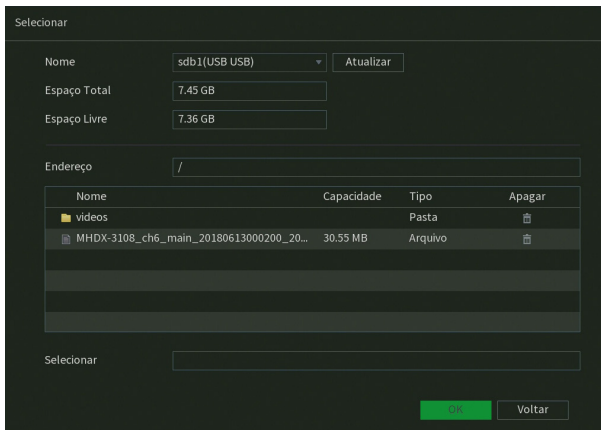 Selecionar
Nome sdb1(USB USB) Atualizar
Espaço Total 7.45 GB
Espaço Livre 7.36 GB
Endereço /
Nome Capacidade Tipo Apagar
videos Pasta
MHDX-3108_ch6_main_20180613000200_20... 30.55 MB Arquivo
Selecionar
OK Voltar